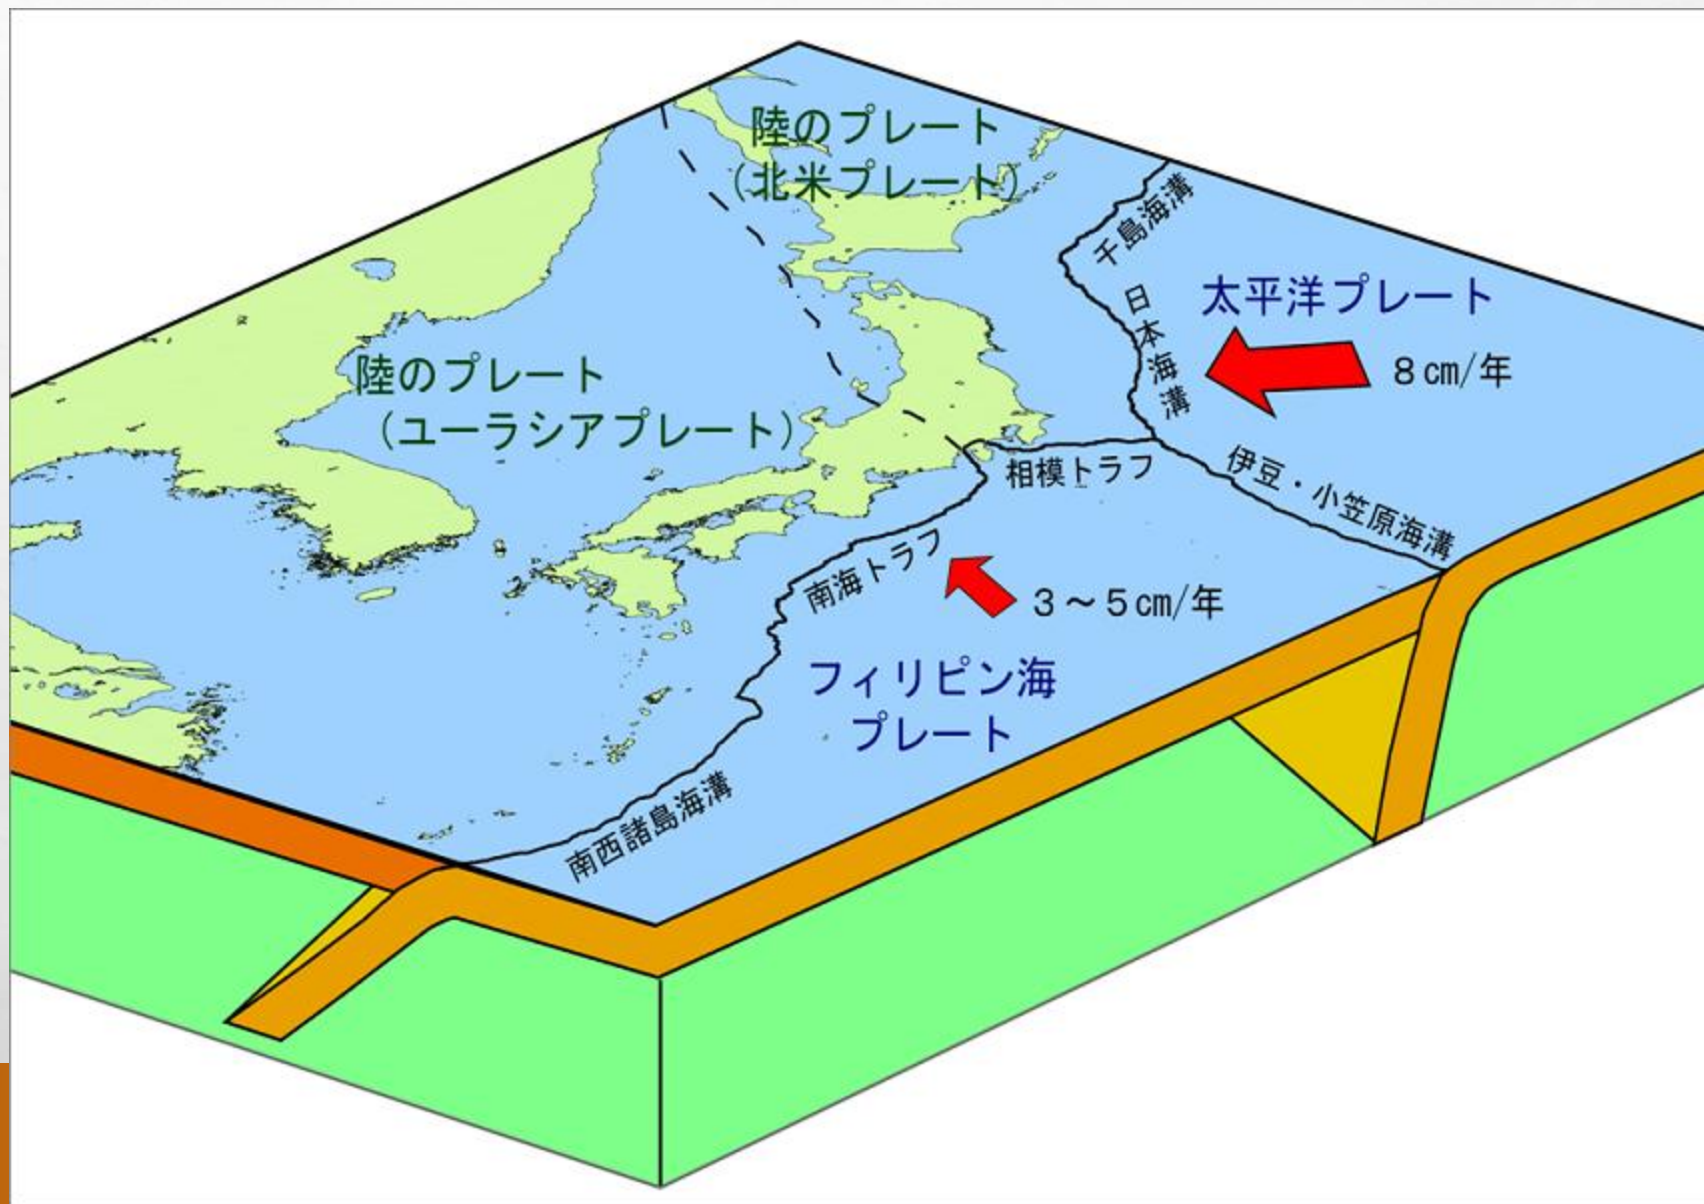 陸のプレート
（北米プレート）
千島海溝
日本海溝
太平洋プレート
8㎝/年
陸のプレート
（ユーラシアプレート）
相模トラフ
伊豆・小笠原海溝
南海トラフ
3～5㎝/年
フィリピン海
プレート
南西諸島海溝